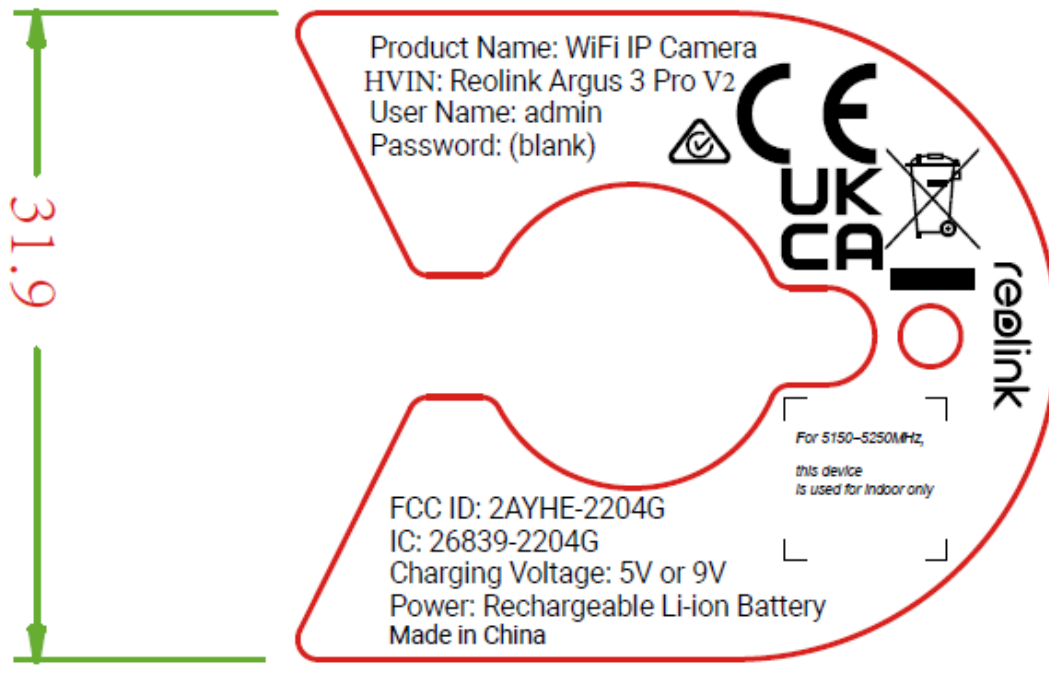 31.9
Product Name: WiFi IP Camera
HVIN: Reolink Argus 3 Pro V2
User Name: admin
Password: (blank)
CE
UK
CA
reolink
For 5150–5250MHz,
this device
is used for indoor only
FCC ID: 2AYHE-2204G
IC: 26839-2204G
Charging Voltage: 5V or 9V
Power: Rechargeable Li-ion Battery
Made in China